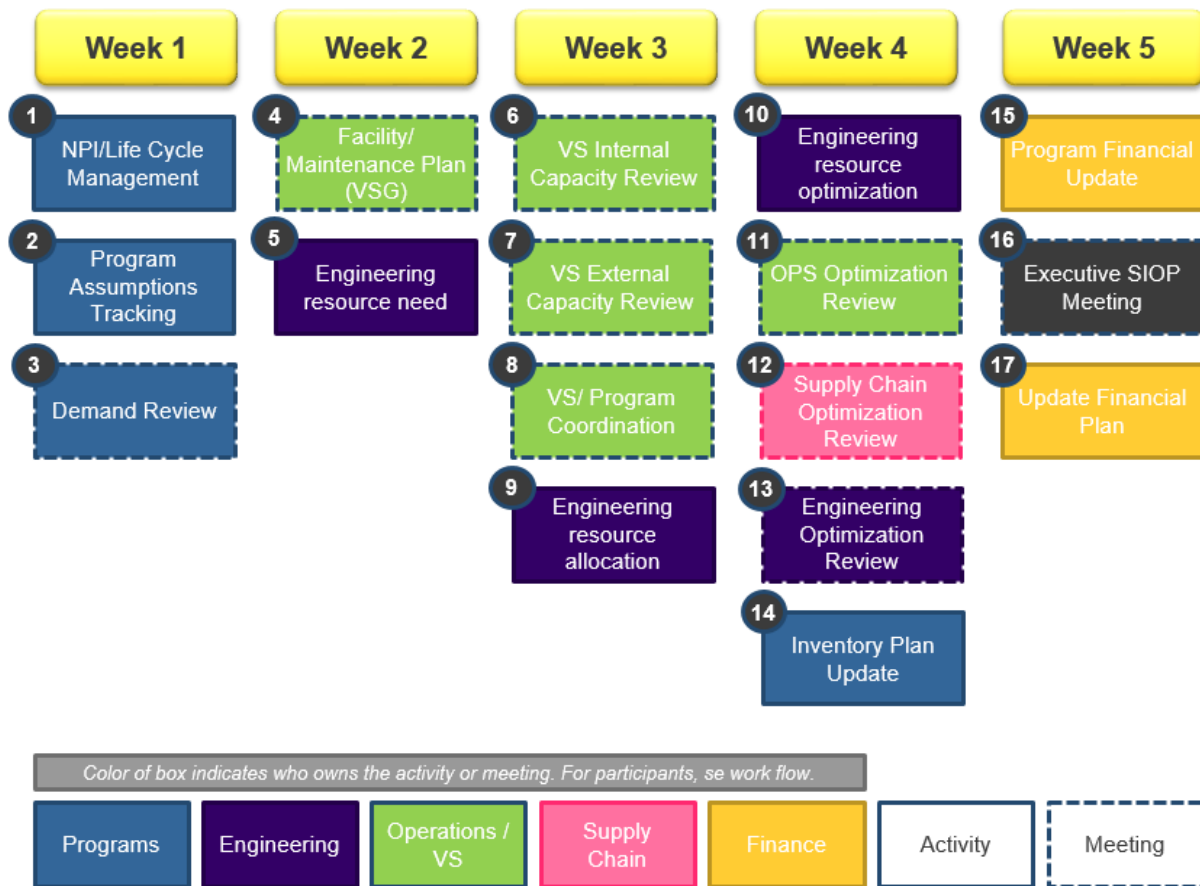 Week 1
Week 2
Week 3
Week 4
Week 5
1
NPI/Life Cycle
Management
2
Program
Assumptions
Tracking
3
Demand Review
4
Facility/
Maintenance Plan
(VSG)
5
Engineering
resource need
6
VS Internal
Capacity Review
7
VS External
Capacity Review
8
VS/ Program
Coordination
9
Engineering
resource
allocation
10
Engineering
resource
optimization
11
OPS Optimization
Review
12
Supply Chain
Optimization
Review
13
Engineering
Optimization
Review
14
Inventory Plan
Update
15
Program Financial
Update
16
Executive SIOP
Meeting
17
Update Financial
Plan
Color of box indicates who owns the activity or meeting. For participants, se work flow.
Programs
Engineering
Operations /
VS
Supply
Chain
Finance
Activity
Meeting